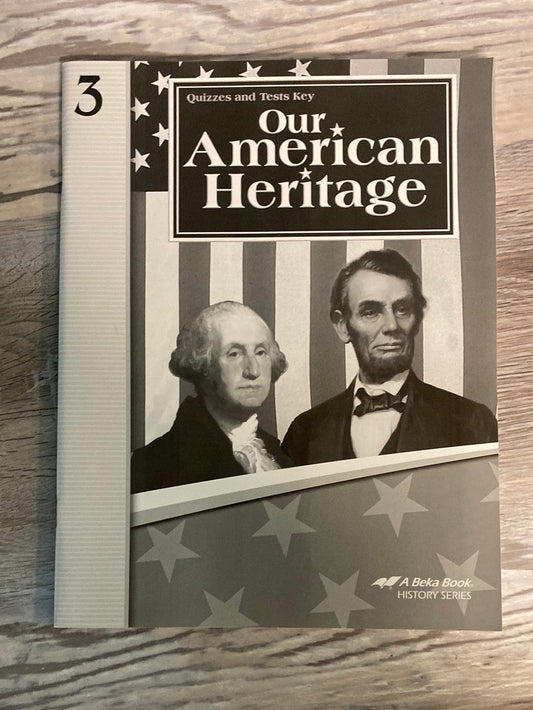 3
Quizzes and Tests Key
Our
American
Heritage
A Beka Book
HISTORY SERIES